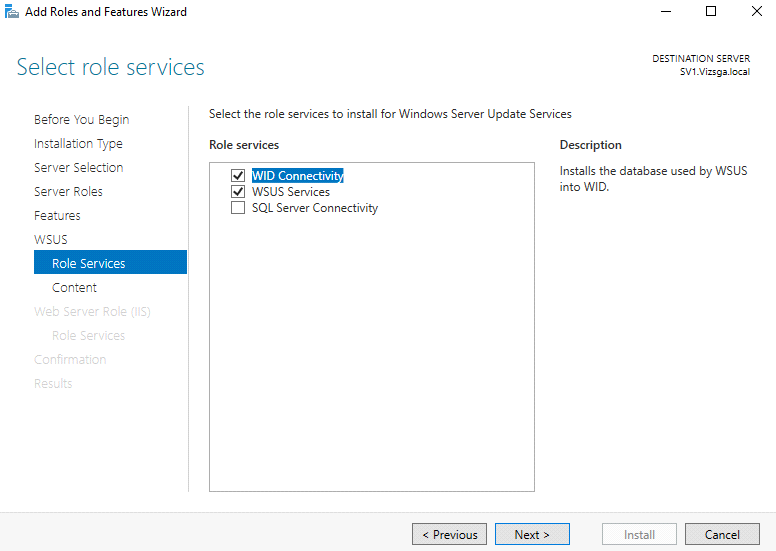 Add Roles and Features Wizard
Select role services
DESTINATION SERVER
SV1.Vizsga.local
Before You Begin
Installation Type
Server Selection
Server Roles
Features
WSUS
Role Services
Content
Web Server Role (IIS)
Role Services
Confirmation
Results
Select the role services to install for Windows Server Update Services
Role services
WID Connectivity
WSUS Services
SQL Server Connectivity
Description
Installs the database used by WSUS
into WID.
< Previous
Next >
Install
Cancel